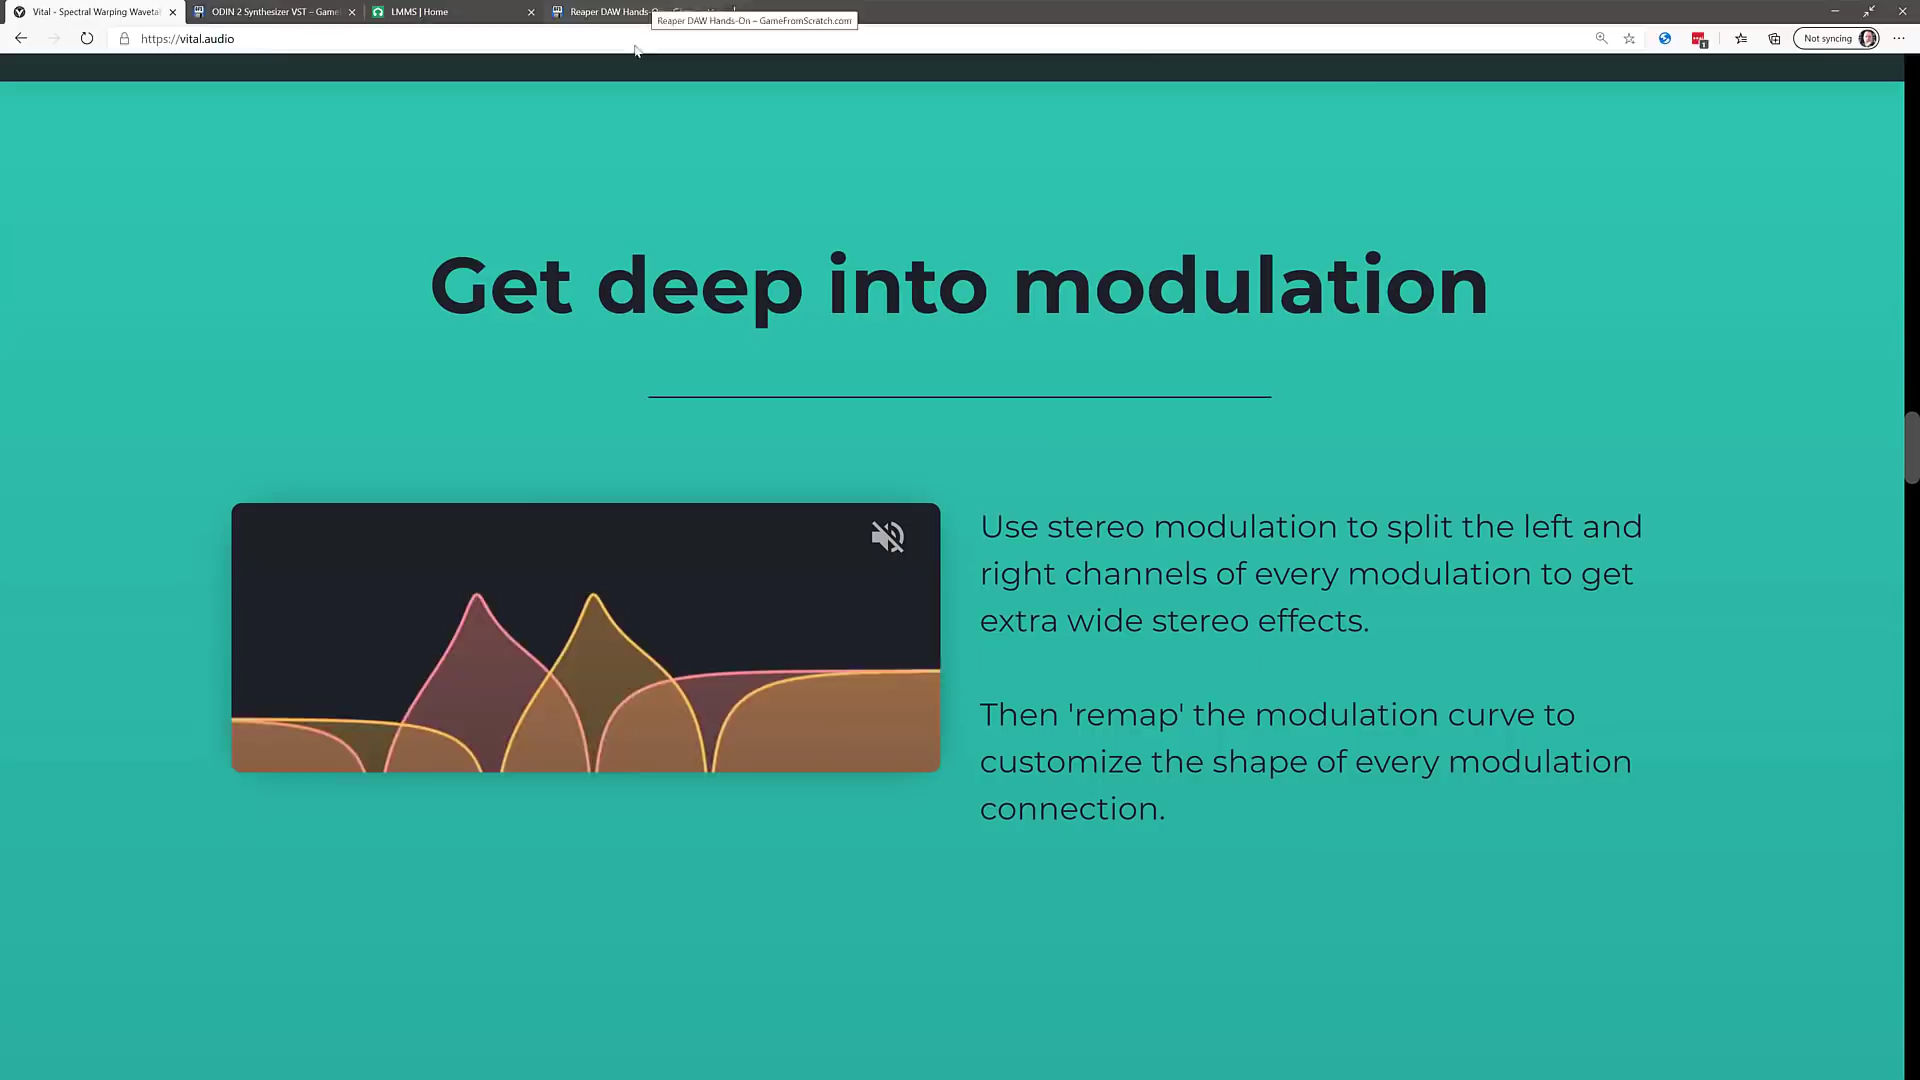 Vital - Spectral Warping Waveta
ODIN 2 Synthesizer VST – Game
LMMS | Home
Reaper DAW Hands-
Reaper DAW Hands-On – GameFromScratch.com
https://vital.audio
1
Not syncing
Get deep into modulation
Use stereo modulation to split the left and
right channels of every modulation to get
extra wide stereo effects.
Then 'remap' the modulation curve to
customize the shape of every modulation
connection.